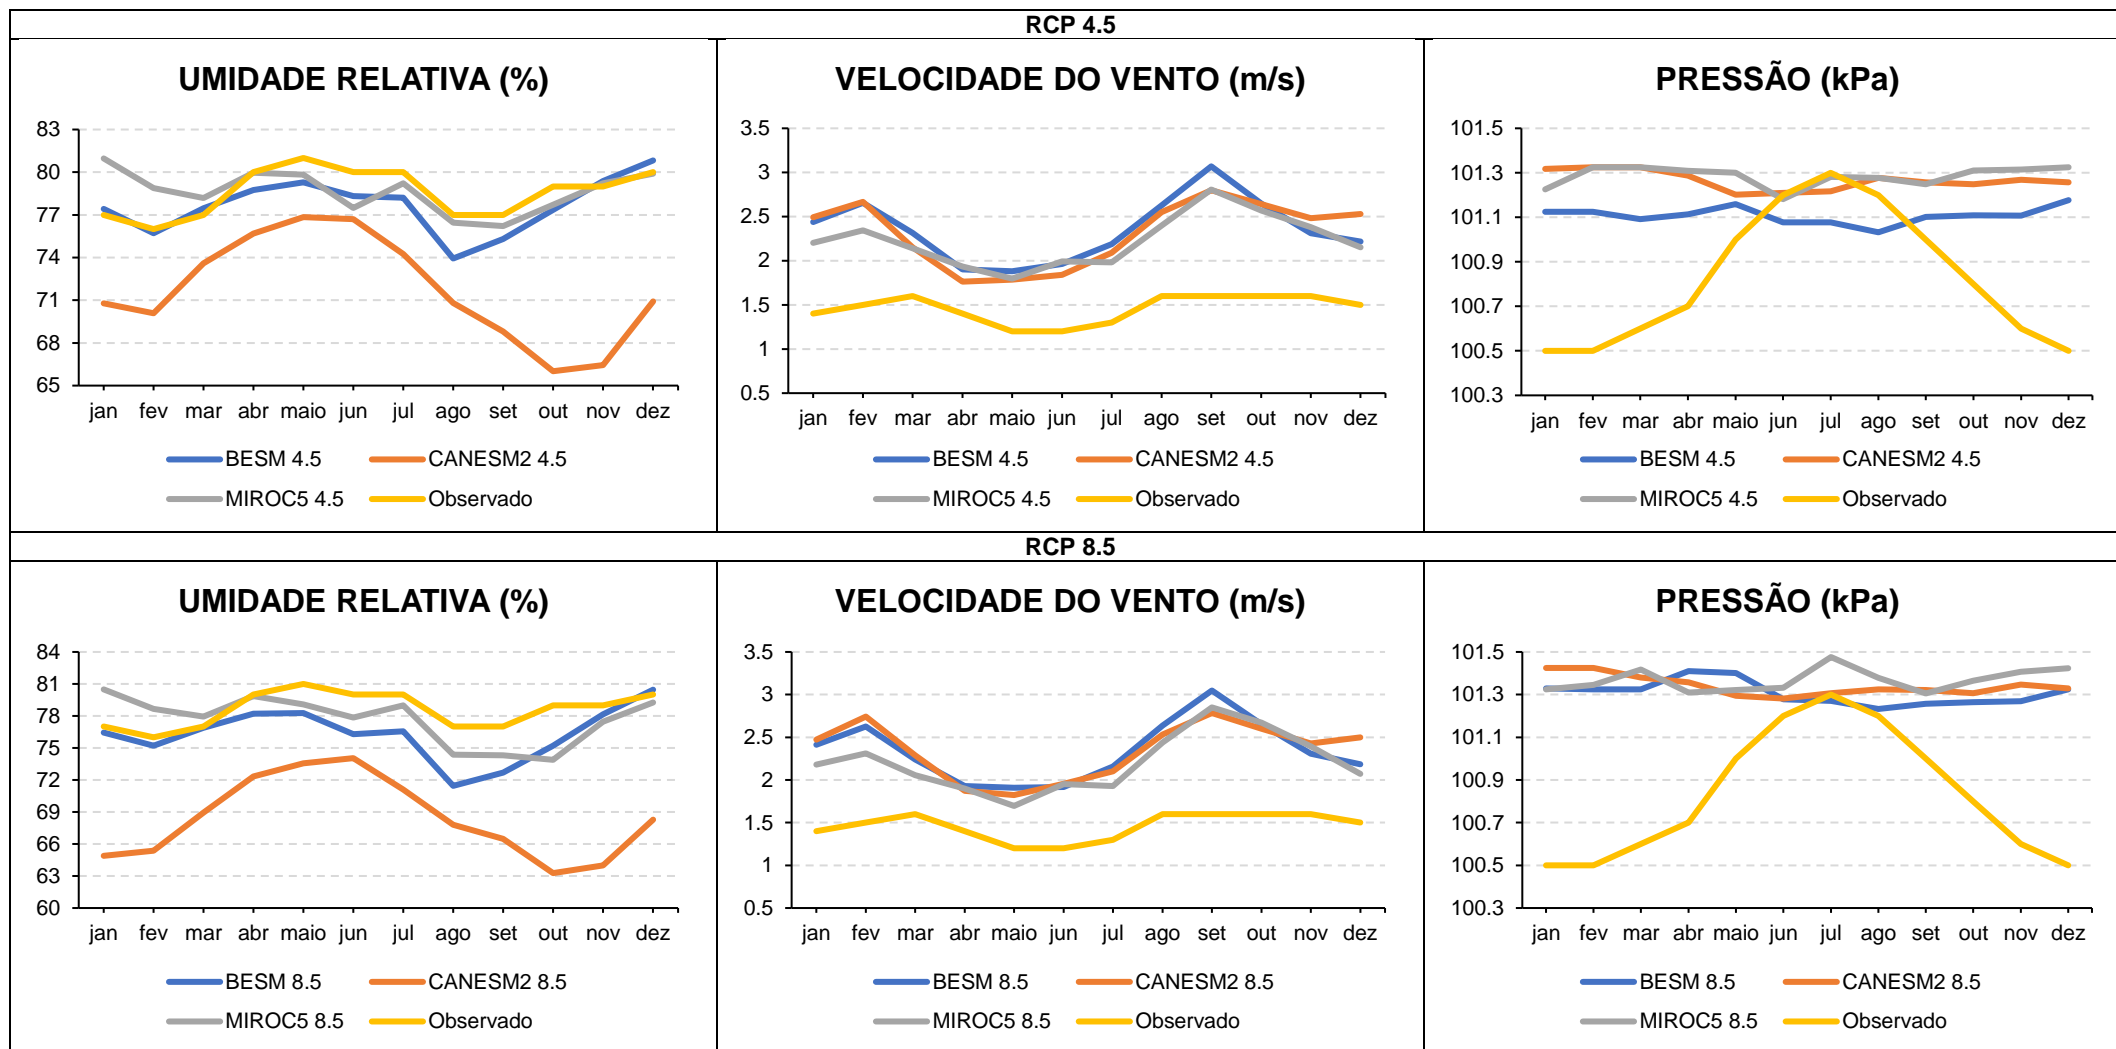 RCP 4.5
UMIDADE RELATIVA (%)
83
80
77
74
71
68
65
jan fev mar abr maio jun jul ago set out nov dez
BESM 4.5 CANESM2 4.5
MIROC5 4.5 Observado
VELOCIDADE DO VENTO (m/s)
3.5
3
2.5
2
1.5
1
0.5
jan fev mar abr maio jun jul ago set out nov dez
BESM 4.5 CANESM2 4.5
MIROC5 4.5 Observado
PRESSÃO (kPa)
101.5
101.3
101.1
100.9
100.7
100.5
100.3
jan fev mar abr maio jun jul ago set out nov dez
BESM 4.5 CANESM2 4.5
MIROC5 4.5 Observado
RCP 8.5
UMIDADE RELATIVA (%)
84
81
78
75
72
69
66
63
60
jan fev mar abr maio jun jul ago set out nov dez
BESM 8.5 CANESM2 8.5
MIROC5 8.5 Observado
VELOCIDADE DO VENTO (m/s)
3.5
3
2.5
2
1.5
1
0.5
jan fev mar abr maio jun jul ago set out nov dez
BESM 8.5 CANESM2 8.5
MIROC5 8.5 Observado
PRESSÃO (kPa)
101.5
101.3
101.1
100.9
100.7
100.5
100.3
jan fev mar abr maio jun jul ago set out nov dez
BESM 8.5 CANESM2 8.5
MIROC5 8.5 Observado